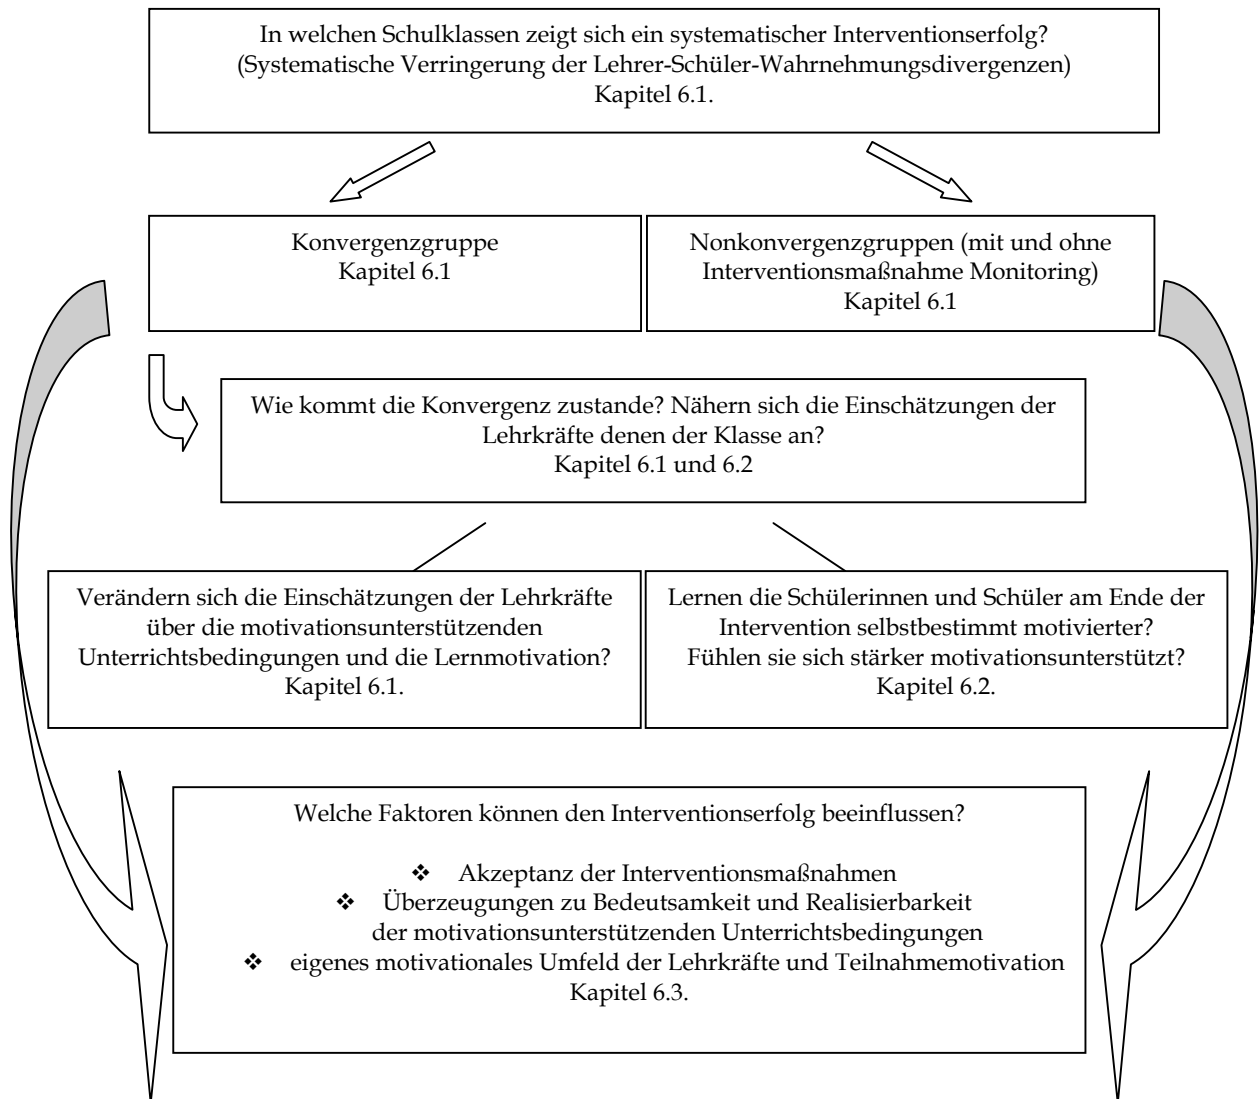 In welchen Schulklassen zeigt sich ein systematischer Interventionserfolg?
(Systematische Verringerung der Lehrer-Schüler-Wahrnehmungsdivergenzen)
Kapitel 6.1.
Konvergenzgruppe
Kapitel 6.1
Nonkonvergenzgruppen (mit und ohne
Interventionsmaßnahme Monitoring)
Kapitel 6.1
Wie kommt die Konvergenz zustande? Nähern sich die Einschätzungen der
Lehrkräfte denen der Klasse an?
Kapitel 6.1 und 6.2
Verändern sich die Einschätzungen der Lehrkräfte
über die motivationsunterstützenden
Unterrichtsbedingungen und die Lernmotivation?
Kapitel 6.1.
Lernen die Schülerinnen und Schüler am Ende der
Intervention selbstbestimmt motivierter?
Fühlen sie sich stärker motivationsunterstützt?
Kapitel 6.2.
Welche Faktoren können den Interventionserfolg beeinflussen?
❖ Akzeptanz der Interventionsmaßnahmen
❖ Überzeugungen zu Bedeutsamkeit und Realisierbarkeit
der motivationsunterstützenden Unterrichtsbedingungen
❖ eigenes motivationales Umfeld der Lehrkräfte und Teilnahmemotivation
Kapitel 6.3.